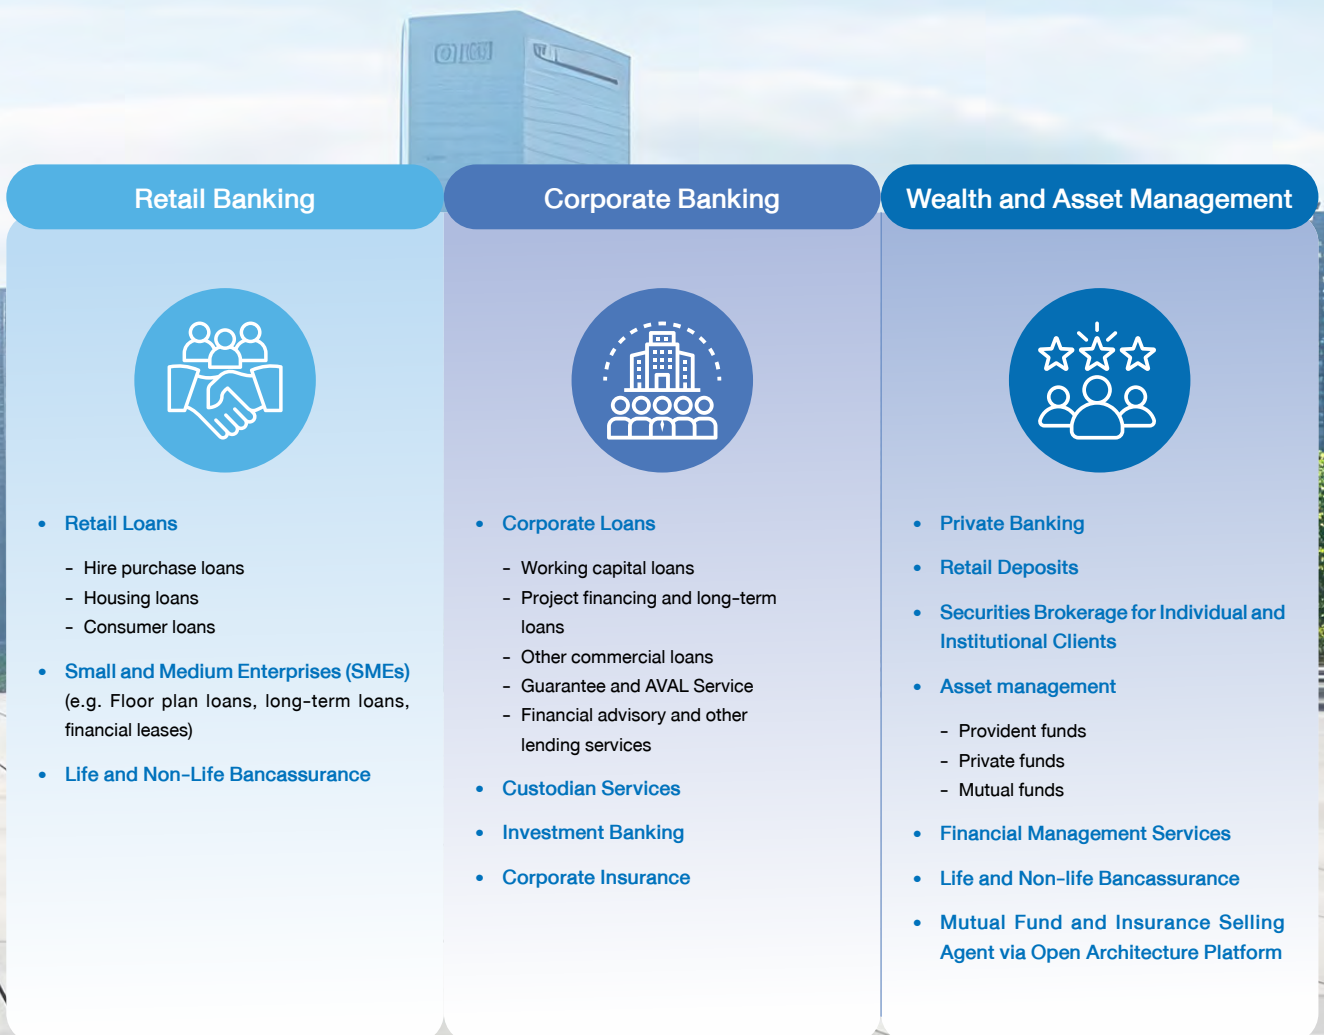 Retail Banking
• Retail Loans
- Hire purchase loans
- Housing loans
- Consumer loans
• Small and Medium Enterprises (SMEs)
(e.g. Floor plan loans, long-term loans,
financial leases)
• Life and Non-Life Bancassurance
Corporate Banking
• Corporate Loans
- Working capital loans
- Project financing and long-term
loans
- Other commercial loans
- Guarantee and AVAL Service
- Financial advisory and other
lending services
• Custodian Services
• Investment Banking
• Corporate Insurance
Wealth and Asset Management
• Private Banking
• Retail Deposits
• Securities Brokerage for Individual and
Institutional Clients
• Asset management
- Provident funds
- Private funds
- Mutual funds
• Financial Management Services
• Life and Non-life Bancassurance
• Mutual Fund and Insurance Selling
Agent via Open Architecture Platform